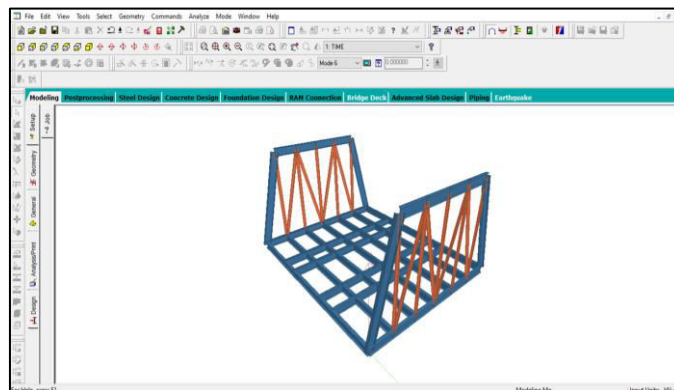 File Edit View Tools Select Geometry Commands Analyze Mode Window Help
1: TIME
Mode 6
0.000000
Modeling Postprocessing Steel Design Concrete Design Foundation Design RAM Connection Bridge Deck Advanced Slab Design Piping Earthquake
Setup
Job
Geometry
General
Analysis/Print
Design